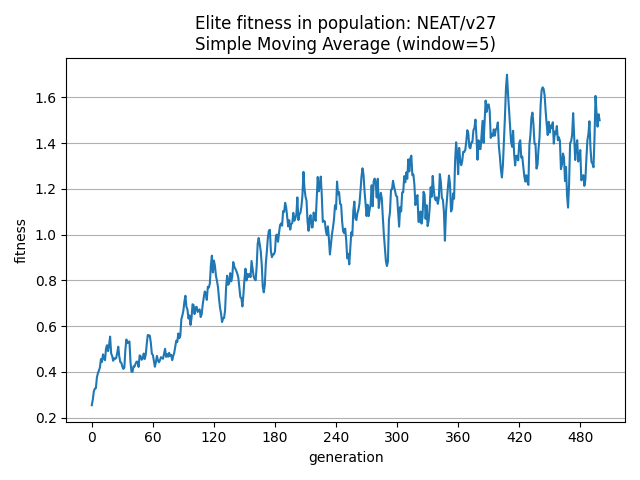 Elite fitness in population: NEAT/v27
Simple Moving Average (window=5)
fitness
1.6
1.4
1.2
1.0
0.8
0.6
0.4
0.2
0 60 120 180 240 300 360 420 480
generation